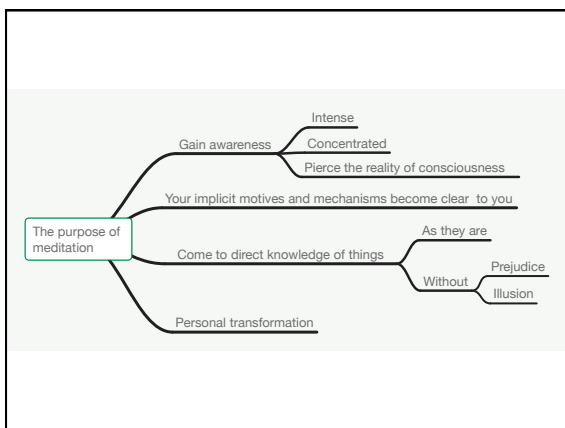 The purpose of
meditation
Gain awareness
Intense
Concentrated
Pierce the reality of consciousness
Your implicit motives and mechanisms become clear  to you
Come to direct knowledge of things
As they are
Without
Prejudice
Illusion
Personal transformation